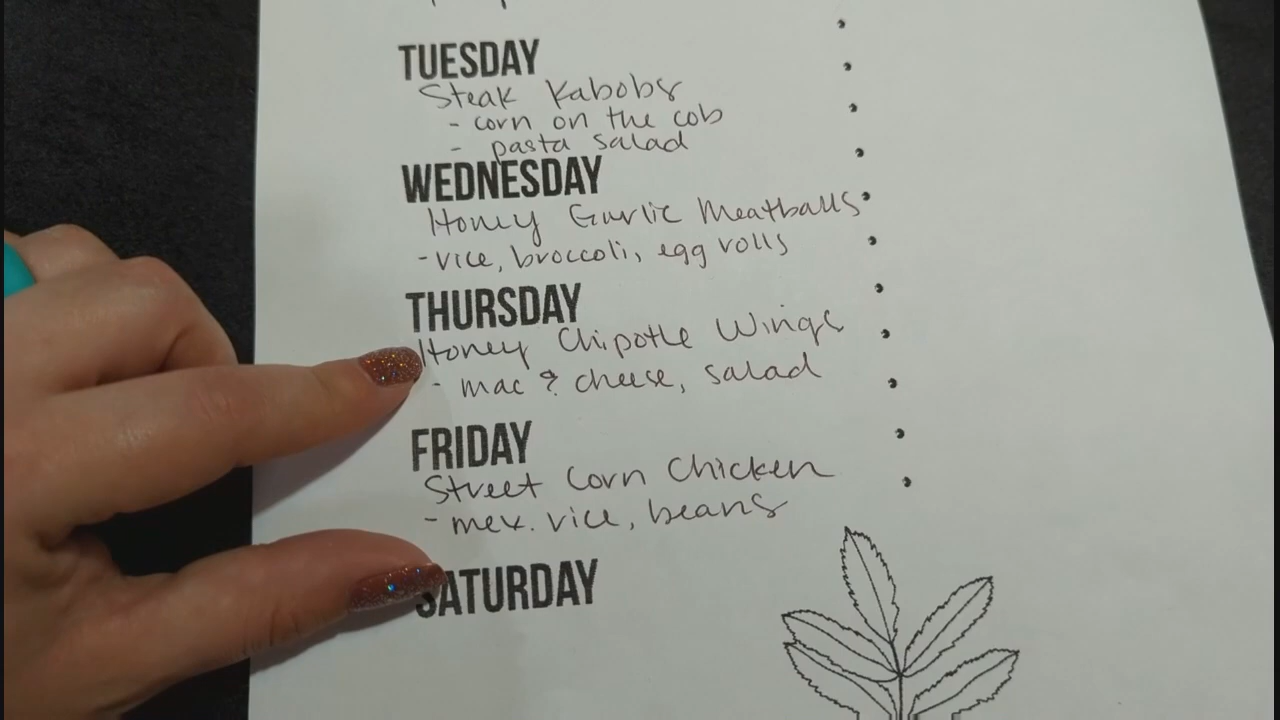 TUESDAY
Steak Kabobs
- corn on the cob
- pasta salad
WEDNESDAY
Honey Garlic Meatballs
- rice, broccoli, egg rolls
THURSDAY
Honey Chipotle Wings
- mac & cheese, salad
FRIDAY
Street Corn Chicken
- mex. rice, beans
SATURDAY